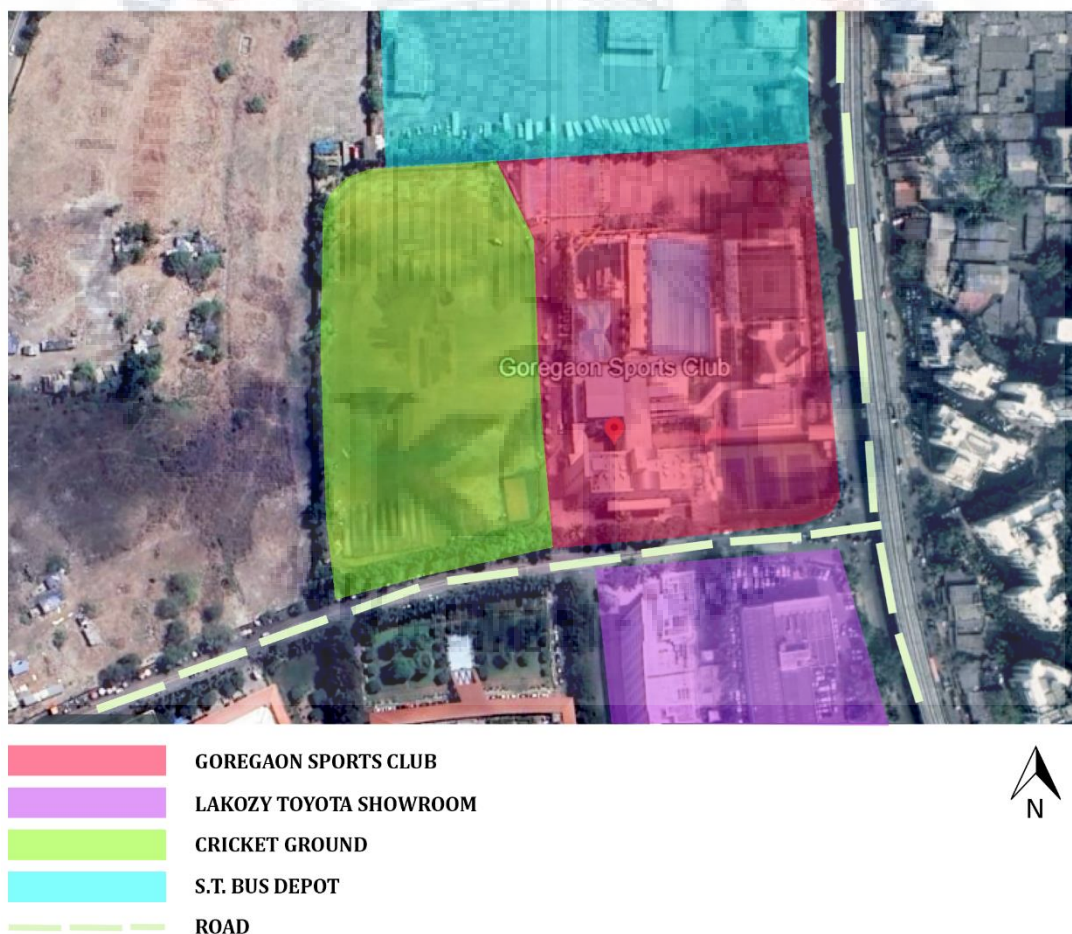 Goregaon Sports Club
GOREGAON SPORTS CLUB
LAKOZY TOYOTA SHOWROOM
CRICKET GROUND
S.T. BUS DEPOT
ROAD
N